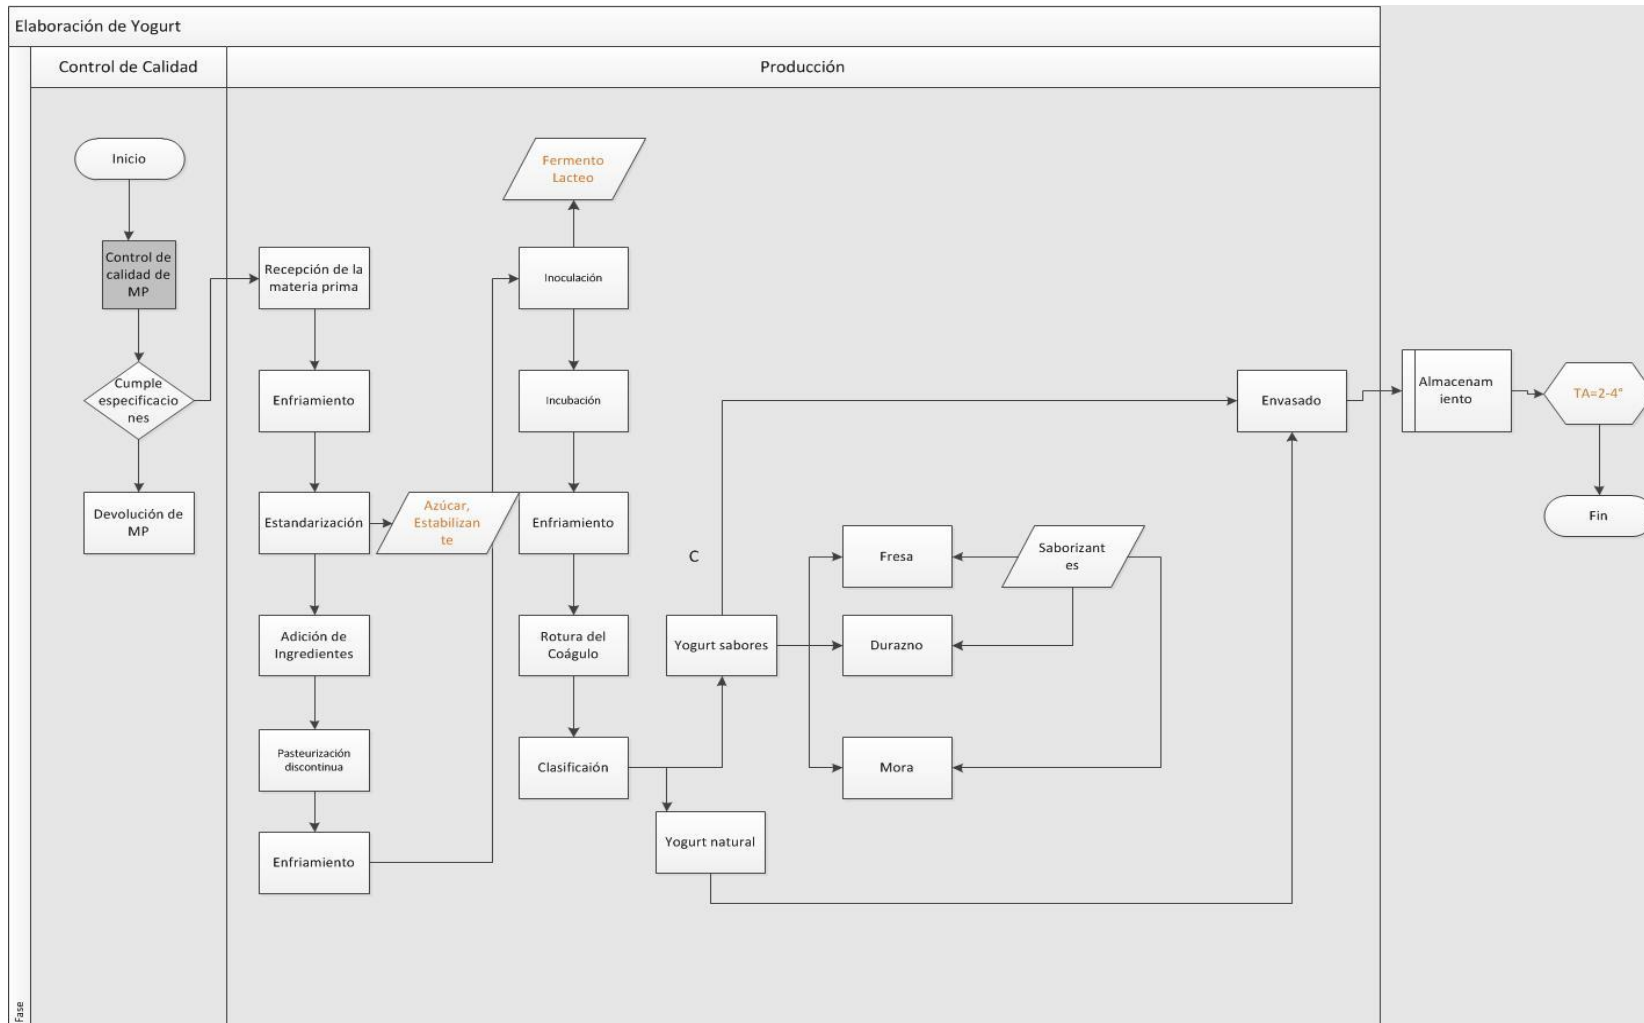 Elaboración de Yogurt
Control de Calidad
Producción
Inicio
Control de
calidad de
MP
Cumple
especificacio
nes
Devolución de
MP
Recepción de la
materia prima
Enfriamiento
Estandarización
Azúcar,
Estabilizan
te
Adición de
Ingredientes
Pasteurización
discontinua
Enfriamiento
Fermento
Lacteo
Inoculación
Incubación
Enfriamiento
Rotura del
Coágulo
Clasificaión
C
Yogurt sabores
Yogurt natural
Fresa
Durazno
Mora
Saborizant
es
Envasado
Almacenam
iento
TA=2-4°
Fin
Fase